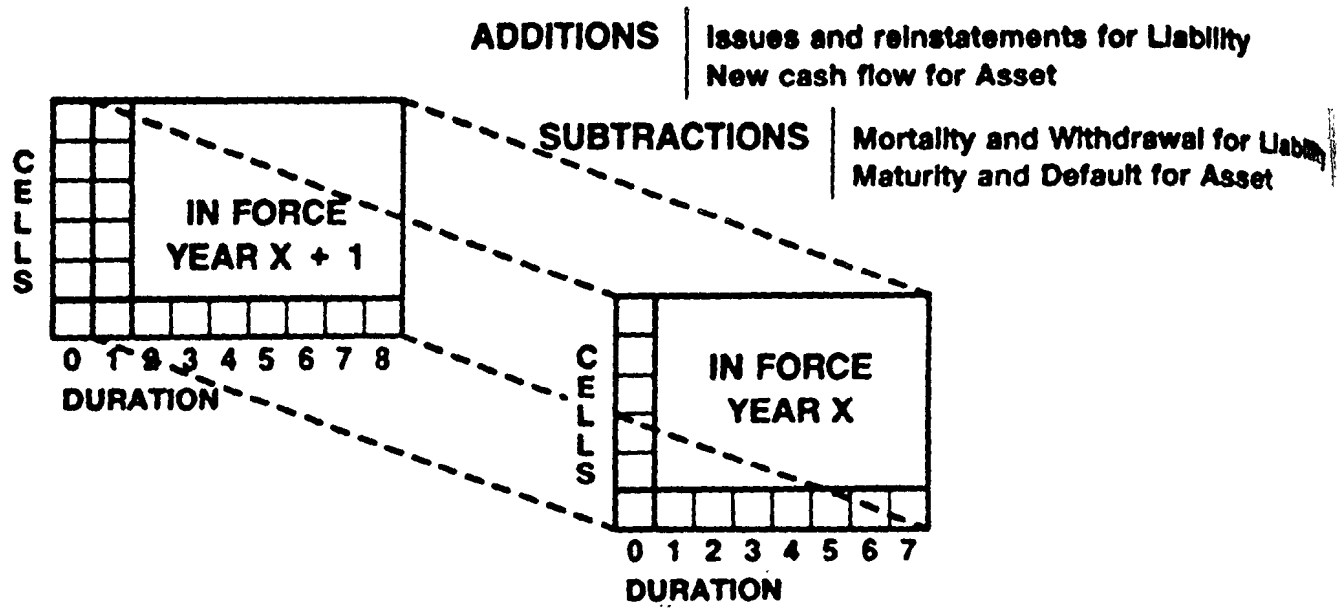 ADDITIONS
Issues and reinstatements for Liability
New cash flow for Asset
SUBTRACTIONS
Mortality and Withdrawal for Liability
Maturity and Default for Asset
CELLS
IN FORCE
YEAR X + 1
0 1 2 3 4 5 6 7 8
DURATION
CELLS
IN FORCE
YEAR X
0 1 2 3 4 5 6 7
DURATION